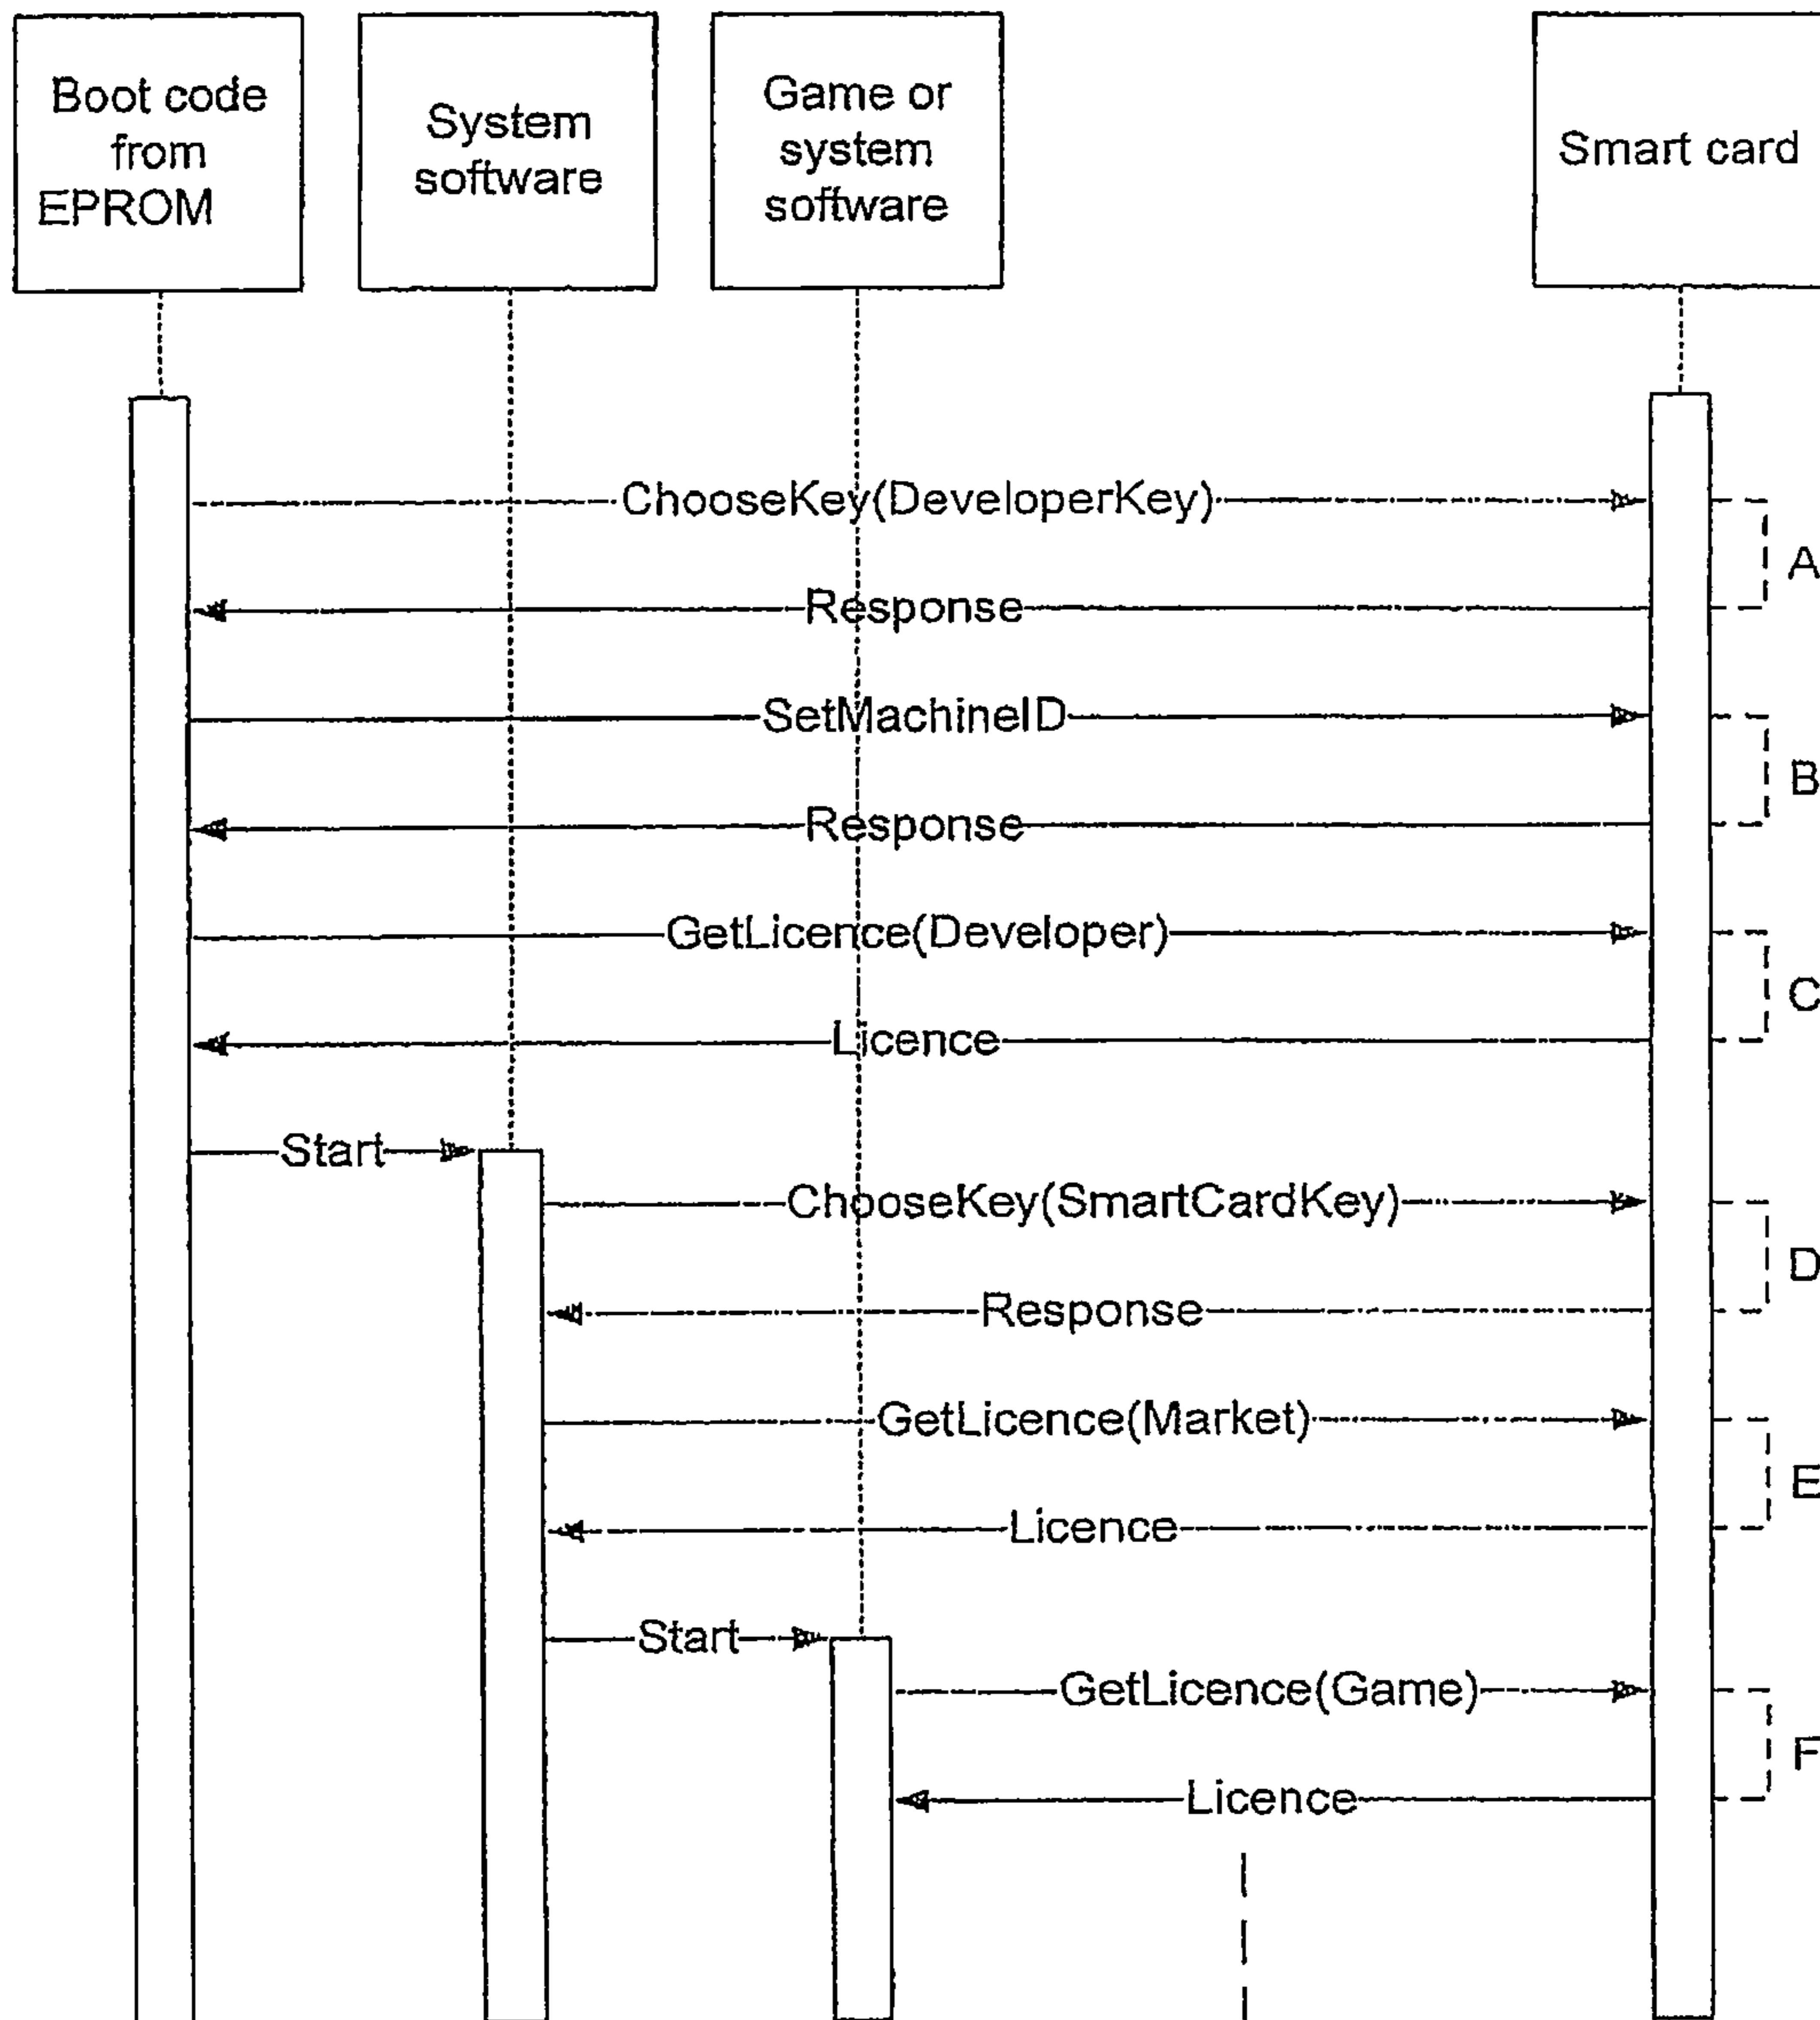 Boot code
from
EPROM
System
software
Game or
system
software
Smart card
ChooseKey(DeveloperKey)
A
Response
SetMachineID
B
Response
GetLicence(Developer)
C
Licence
Start
ChooseKey(SmartCardKey)
D
Response
GetLicence(Market)
E
Licence
Start
GetLicence(Game)
F
Licence